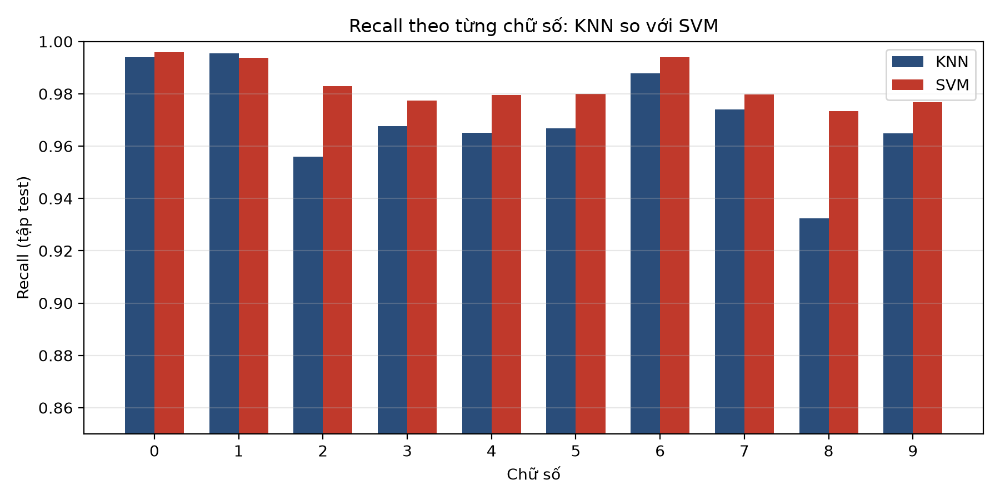 Recall theo từng chữ số: KNN so với SVM
KNN
SVM
Recall (tập test)
1.00
0.98
0.96
0.94
0.92
0.90
0.88
0.86
0 1 2 3 4 5 6 7 8 9
Chữ số